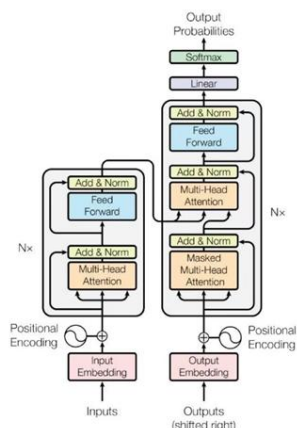 Output
Probabilities
Softmax
Linear
Add & Norm
Feed
Forward
Add & Norm
Multi-Head
Attention
Add & Norm
Masked
Multi-Head
Attention
Nx
Positional
Encoding
Output
Embedding
Outputs
(shifted right)
Add & Norm
Feed
Forward
Add & Norm
Multi-Head
Attention
Nx
Positional
Encoding
Input
Embedding
Inputs